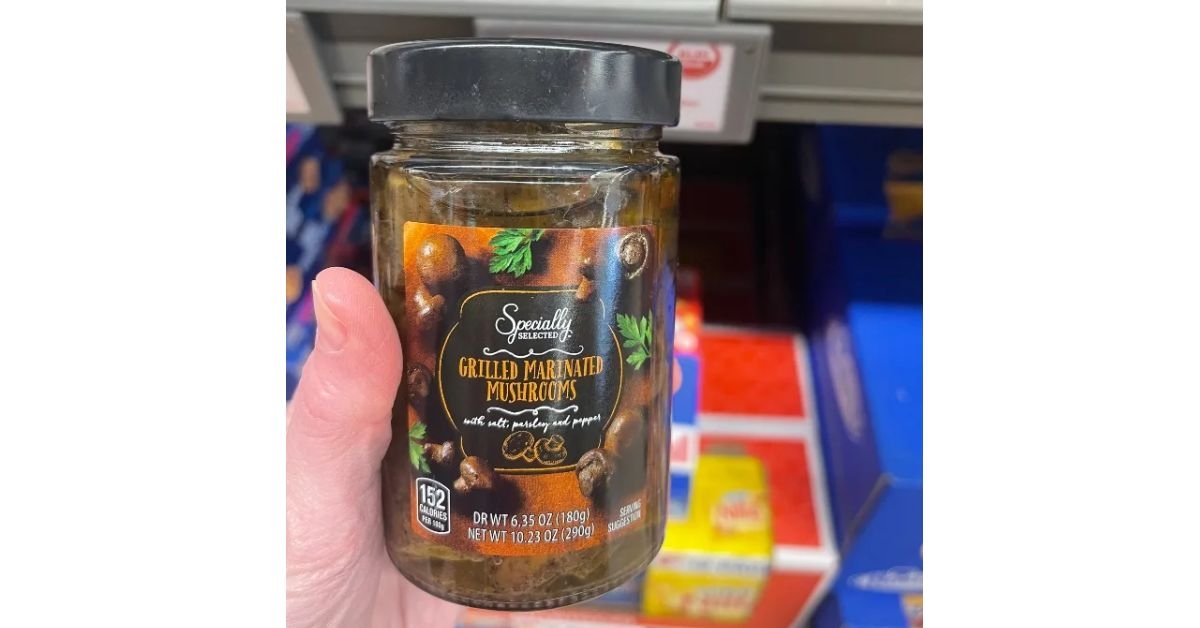 Specially
SELECTED
GRILLED MARINATED
MUSHROOMS
with salt, parsley and pepper
152
CALORIES
PER 100g
DR WT 6.35 OZ (180g)
NET WT 10.23 OZ (290g)
SERVING
SUGGESTION